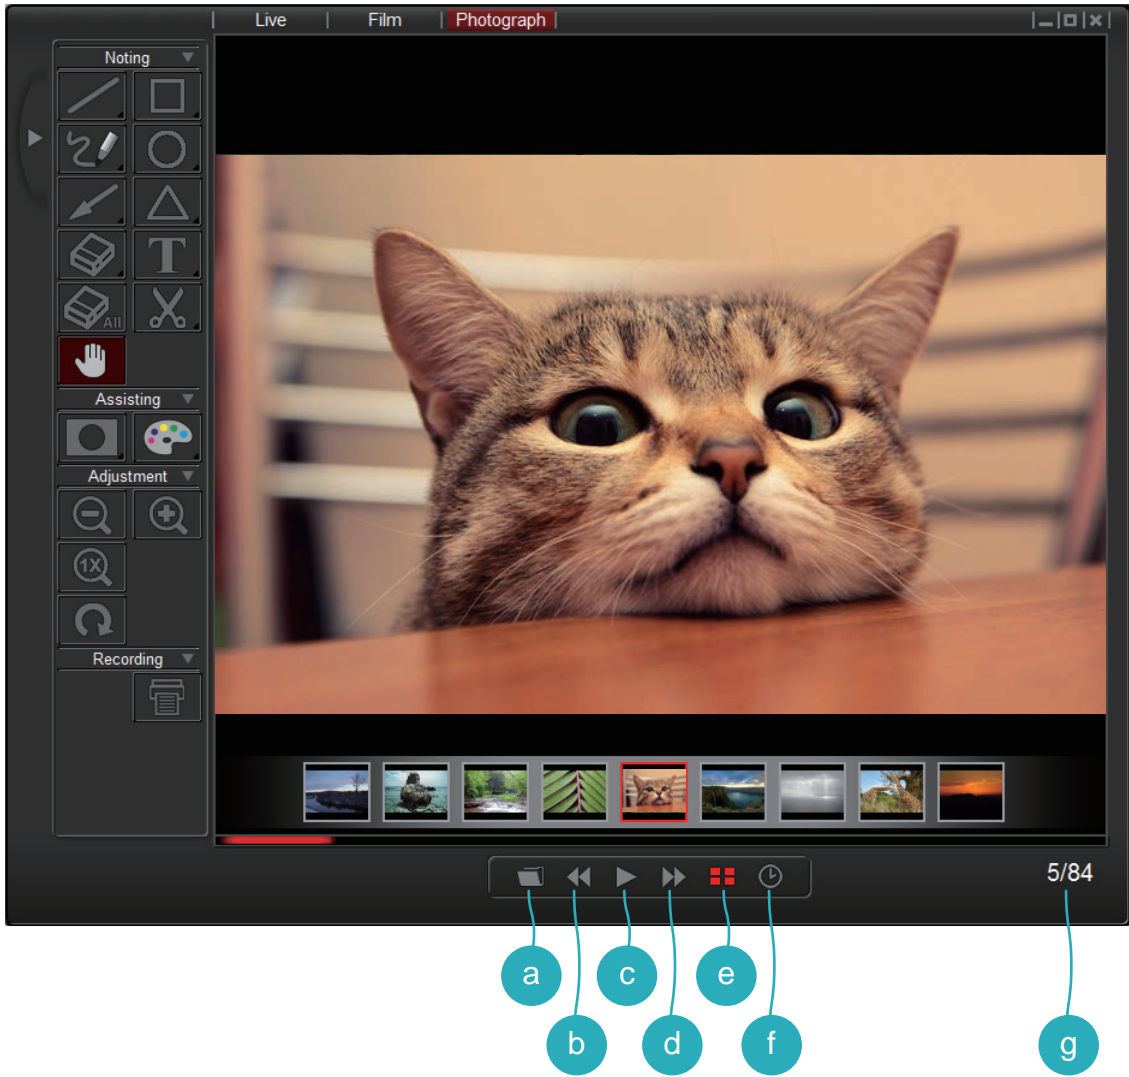 Live
Film
Photograph
Noting
T
All
Assisting
Adjustment
1X
Recording
5/84
a
c
e
b
d
f
g